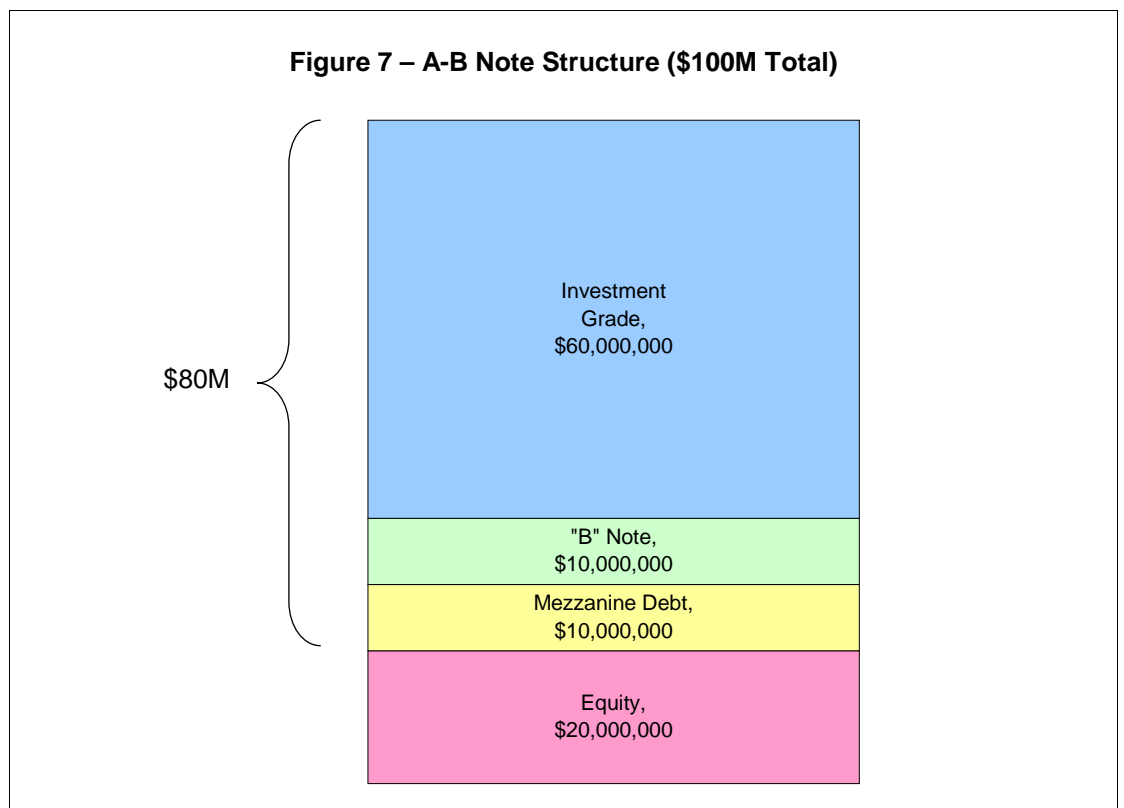 Figure 7 – A-B Note Structure ($100M Total)
Investment
Grade,
$60,000,000
$80M
"B" Note,
$10,000,000
Mezzanine Debt,
$10,000,000
Equity,
$20,000,000